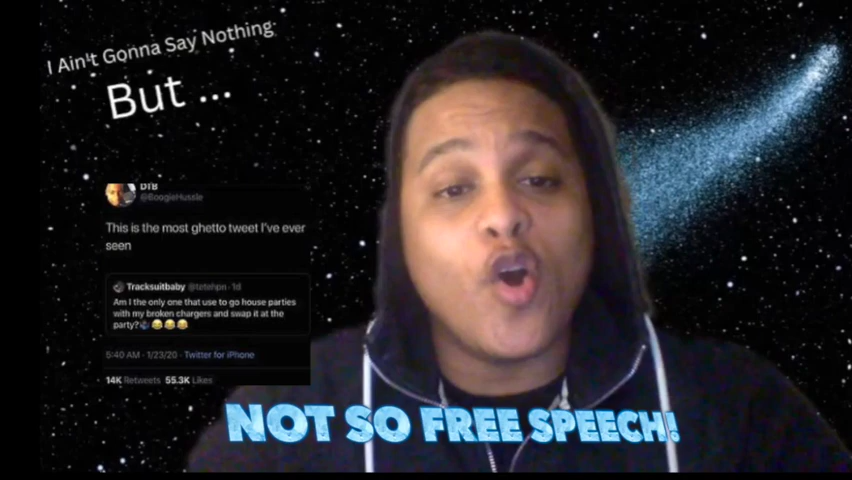 I Ain't Gonna Say Nothing
But ...
DTB
@BoogieHussle
This is the most ghetto tweet I've ever
seen
Tracksuitbaby @tztehpn · 1d
Am I the only one that use to go house parties
with my broken chargers and swap it at the
party?🌚😂😂😂
5:40 AM · 1/23/20 · Twitter for iPhone
14K Retweets 55.3K Likes
NOT SO FREE SPEECH!